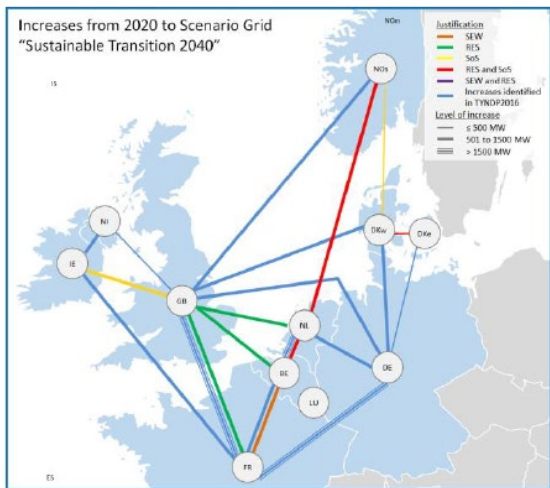 Increases from 2020 to Scenario Grid
“Sustainable Transition 2040”
NOm
Justification
SEW
RES
SoS
RES and SoS
SEW and RES
Increases identified
in TYNDP2016
Level of increase
≤ 500 MW
501 to 1500 MW
> 1500 MW
IS
NOs
NI
DKw
DKe
IE
GB
NL
BE
DE
LU
FR
ES